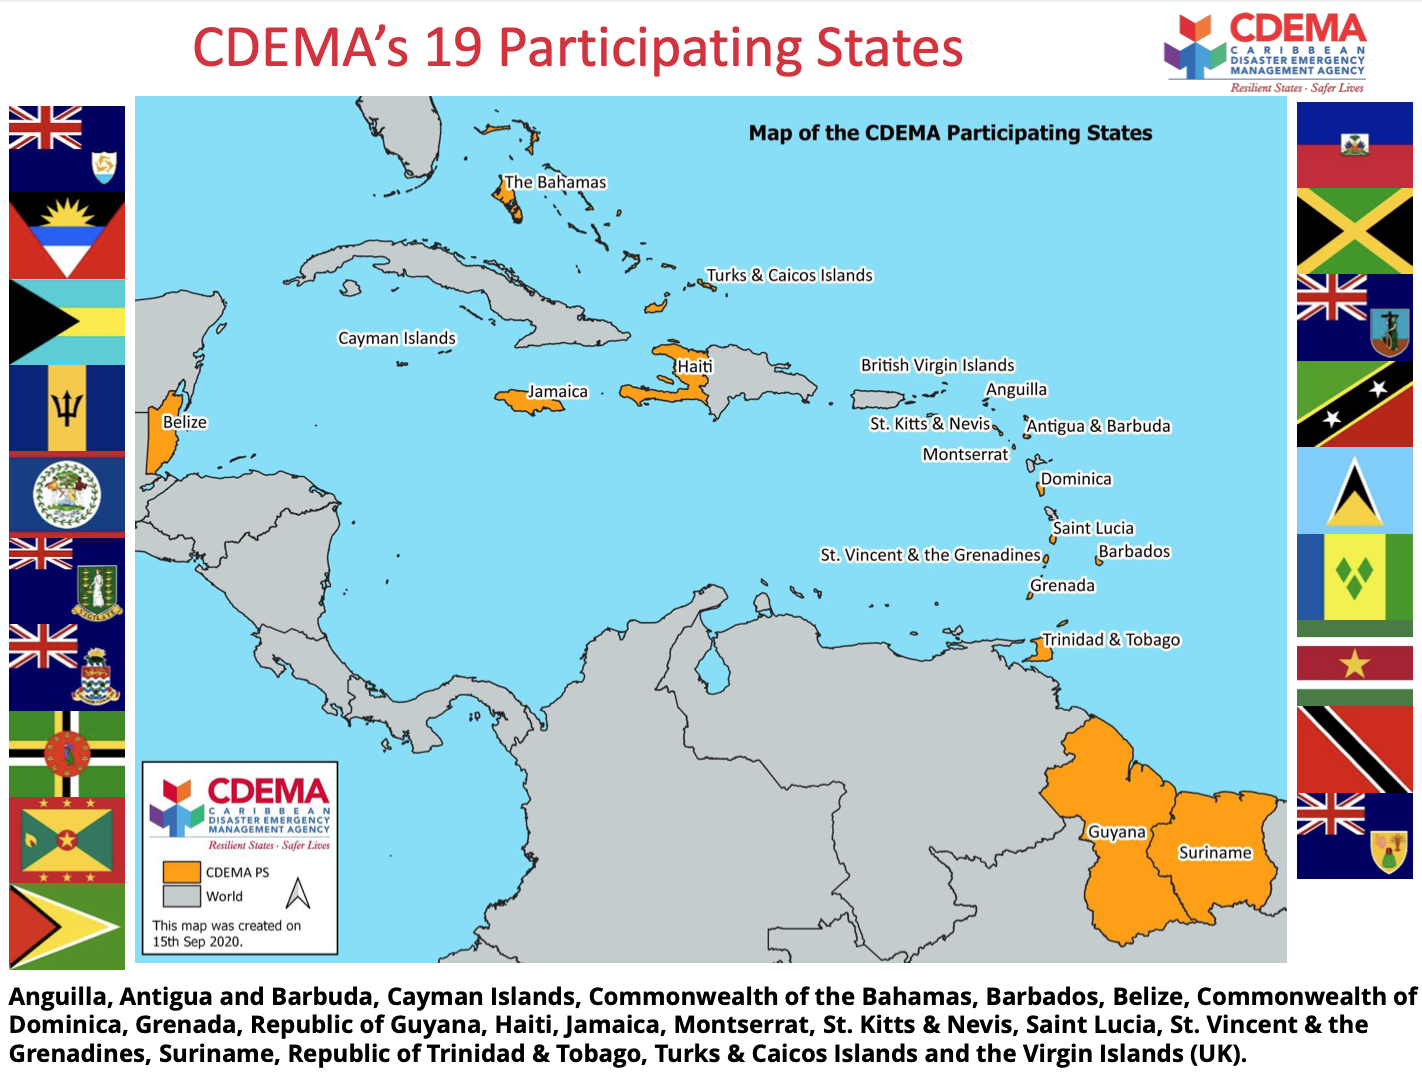 CDEMA's 19 Participating States
CDEMA
CARIBBEAN
DISASTER EMERGENCY
MANAGEMENT AGENCY
Resilient States · Safer Lives
Map of the CDEMA Participating States
The Bahamas
Turks & Caicos Islands
Cayman Islands
Haiti
British Virgin Islands
Jamaica
Anguilla
Belize
St. Kitts & Nevis
Antigua & Barbuda
Montserrat
Dominica
Saint Lucia
St. Vincent & the Grenadines
Barbados
Grenada
Trinidad & Tobago
Guyana
Suriname
CDEMA
CARIBBEAN
DISASTER EMERGENCY
MANAGEMENT AGENCY
Resilient States · Safer Lives
CDEMA PS
World
This map was created on
15th Sep 2020.
Anguilla, Antigua and Barbuda, Cayman Islands, Commonwealth of the Bahamas, Barbados, Belize, Commonwealth of
Dominica, Grenada, Republic of Guyana, Haiti, Jamaica, Montserrat, St. Kitts & Nevis, Saint Lucia, St. Vincent & the
Grenadines, Suriname, Republic of Trinidad & Tobago, Turks & Caicos Islands and the Virgin Islands (UK).